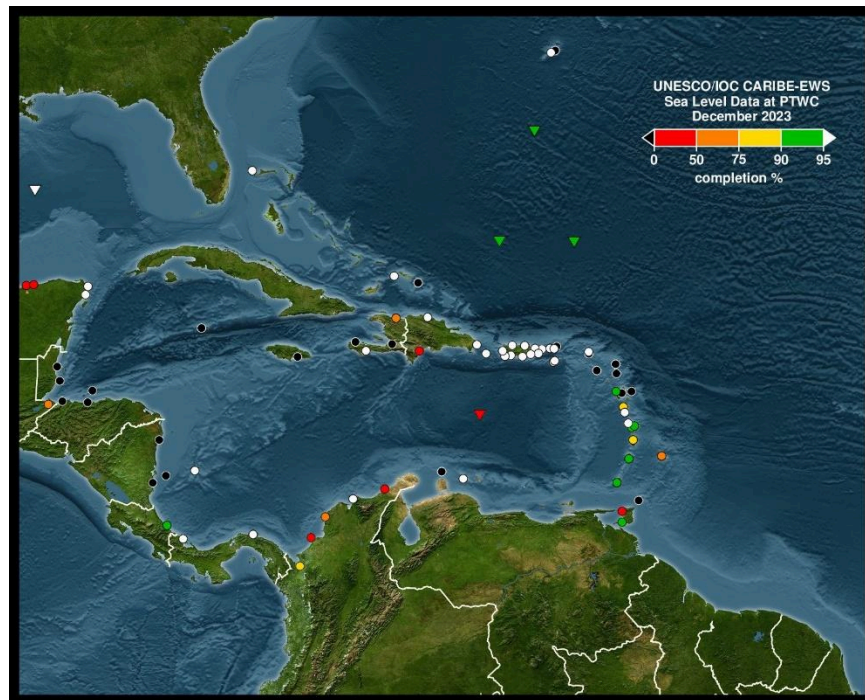 UNESCO/IOC CARIBE-EWS
Sea Level Data at PTWC
December 2023
0 50 75 90 95
completion %